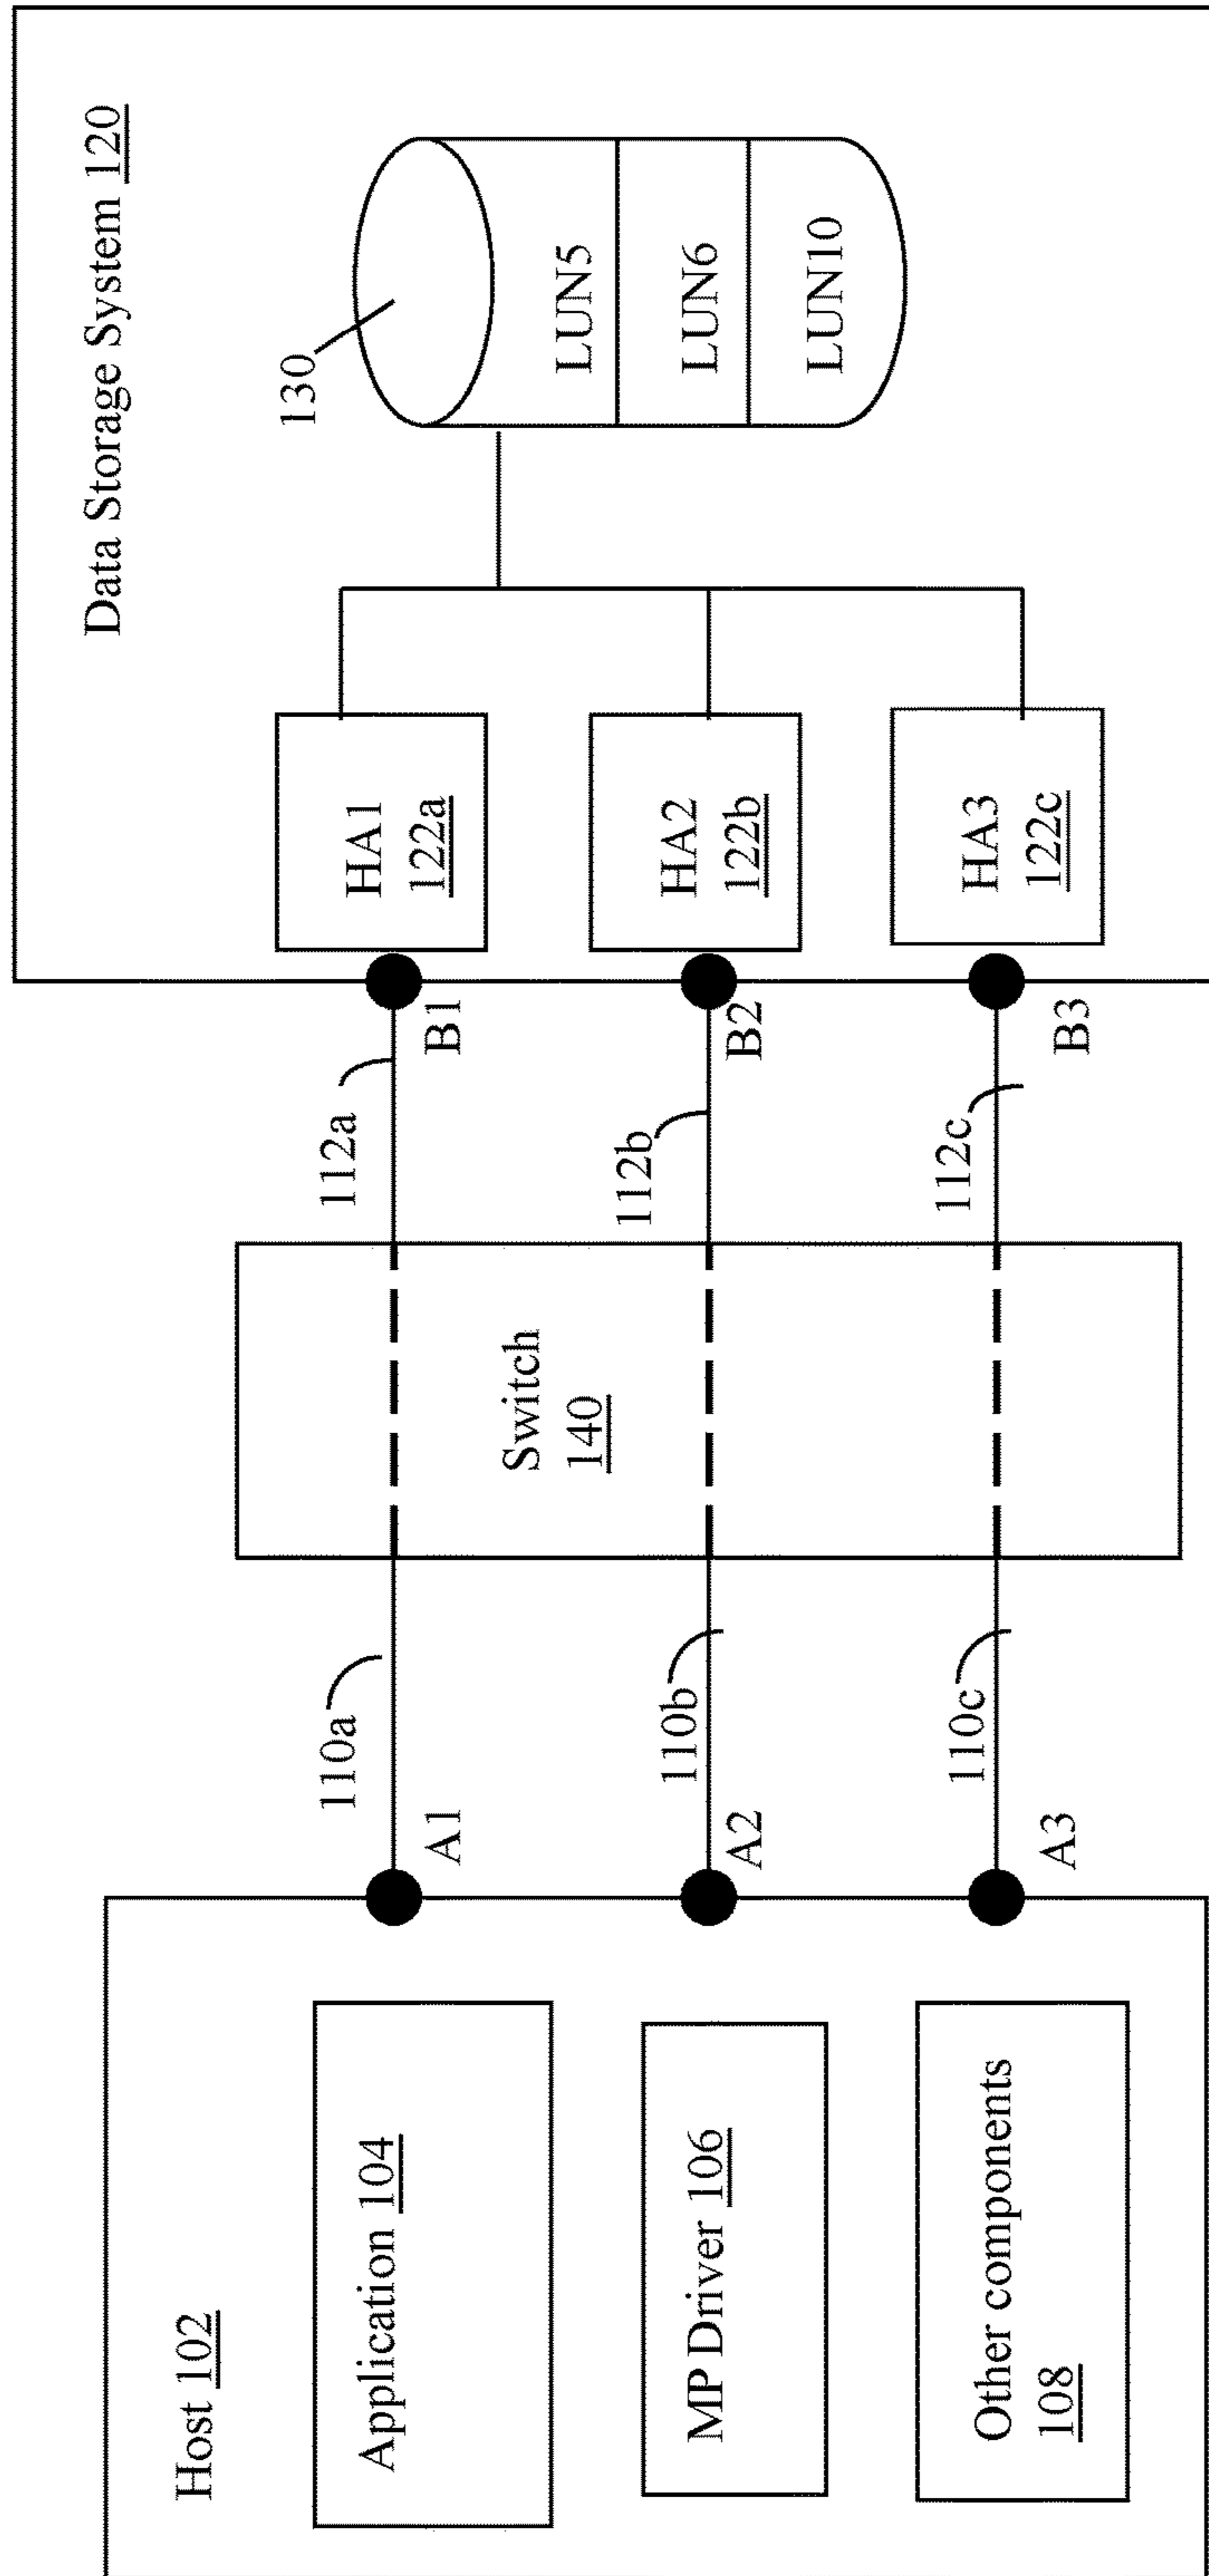 Host 102
Application 104
MP Driver 106
Other components
108
A1
A2
A3
110a
110b
110c
Switch
140
112a
112b
112c
B1
B2
B3
Data Storage System 120
HA1
122a
HA2
122b
HA3
122c
130
LUN5
LUN6
LUN10